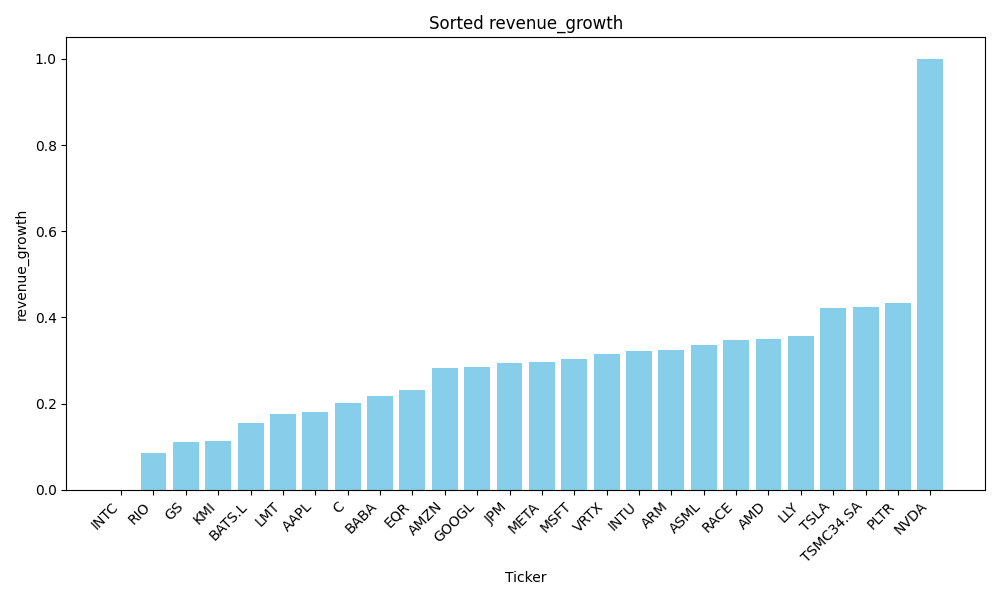 Sorted revenue_growth
revenue_growth
1.0
0.8
0.6
0.4
0.2
0.0
INTC
RIO
GS
KMI
BATS.L
LMT
AAPL
C
BABA
EQR
AMZN
GOOGL
JPM
META
MSFT
VRTX
INTU
ARM
ASML
RACE
AMD
LLY
TSLA
TSMC34.SA
PLTR
NVDA
Ticker